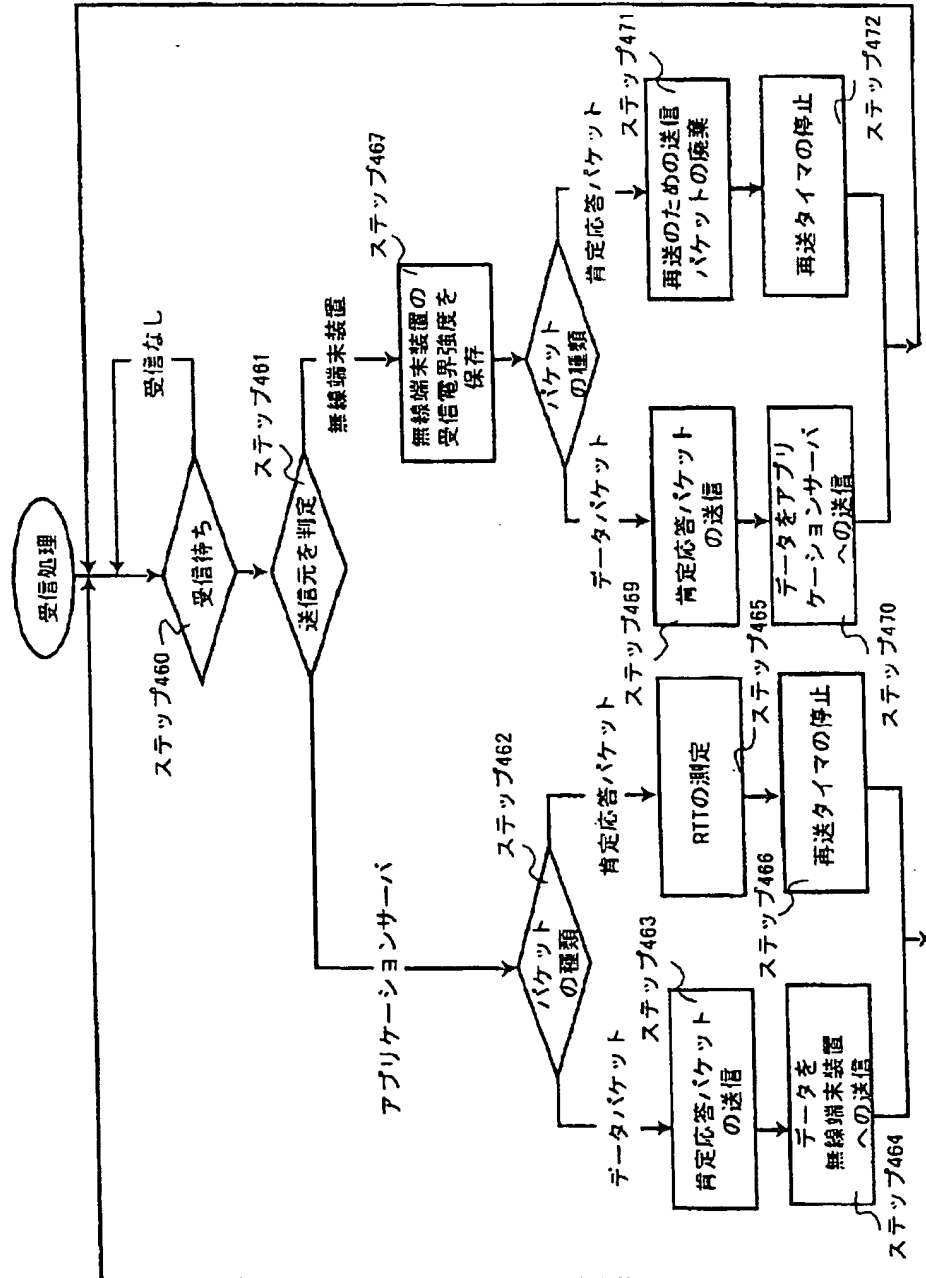 受信処理
受信なし
ステップ460
受信待ち
ステップ461
送信元を判定
アプリケーションサーバ
無線端末装置
ステップ462
パケット
の種類
データパケット
肯定応答パケット
ステップ463
肯定応答パケット
の送信
データを
無線端末装置
への送信
ステップ464
RTTの測定
ステップ465
ステップ466
再送タイマの停止
ステップ467
無線端末装置の
受信電界強度を
保存
パケット
の種類
データパケット
肯定応答パケット
ステップ469
肯定応答パケット
の送信
データをアプリ
ケーションサーバ
への送信
ステップ470
ステップ471
再送のための送信
パケットの廃棄
再送タイマの停止
ステップ472